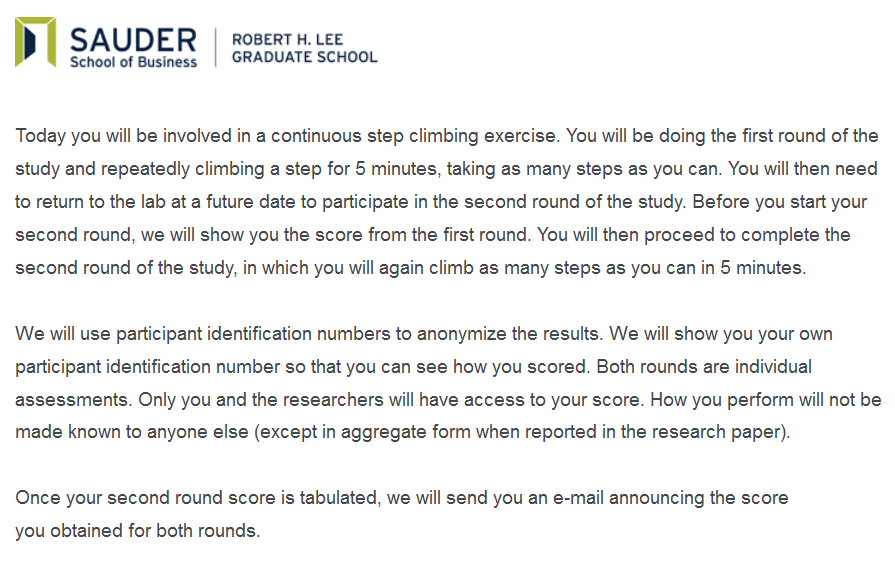 SAUDER
School of Business
ROBERT H. LEE
GRADUATE SCHOOL
Today you will be involved in a continuous step climbing exercise. You will be doing the first round of the
study and repeatedly climbing a step for 5 minutes, taking as many steps as you can. You will then need
to return to the lab at a future date to participate in the second round of the study. Before you start your
second round, we will show you the score from the first round. You will then proceed to complete the
second round of the study, in which you will again climb as many steps as you can in 5 minutes.
We will use participant identification numbers to anonymize the results. We will show you your own
participant identification number so that you can see how you scored. Both rounds are individual
assessments. Only you and the researchers will have access to your score. How you perform will not be
made known to anyone else (except in aggregate form when reported in the research paper).
Once your second round score is tabulated, we will send you an e-mail announcing the score
you obtained for both rounds.